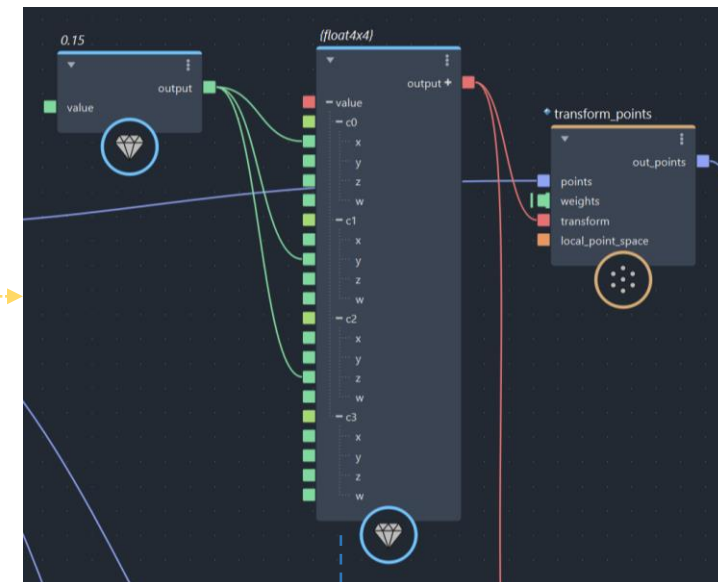 0.15
output
value
(float4x4)
output +
value
c0
x
y
z
w
c1
x
y
z
w
c2
x
y
z
w
c3
x
y
z
w
transform_points
out_points
points
weights
transform
local_point_space